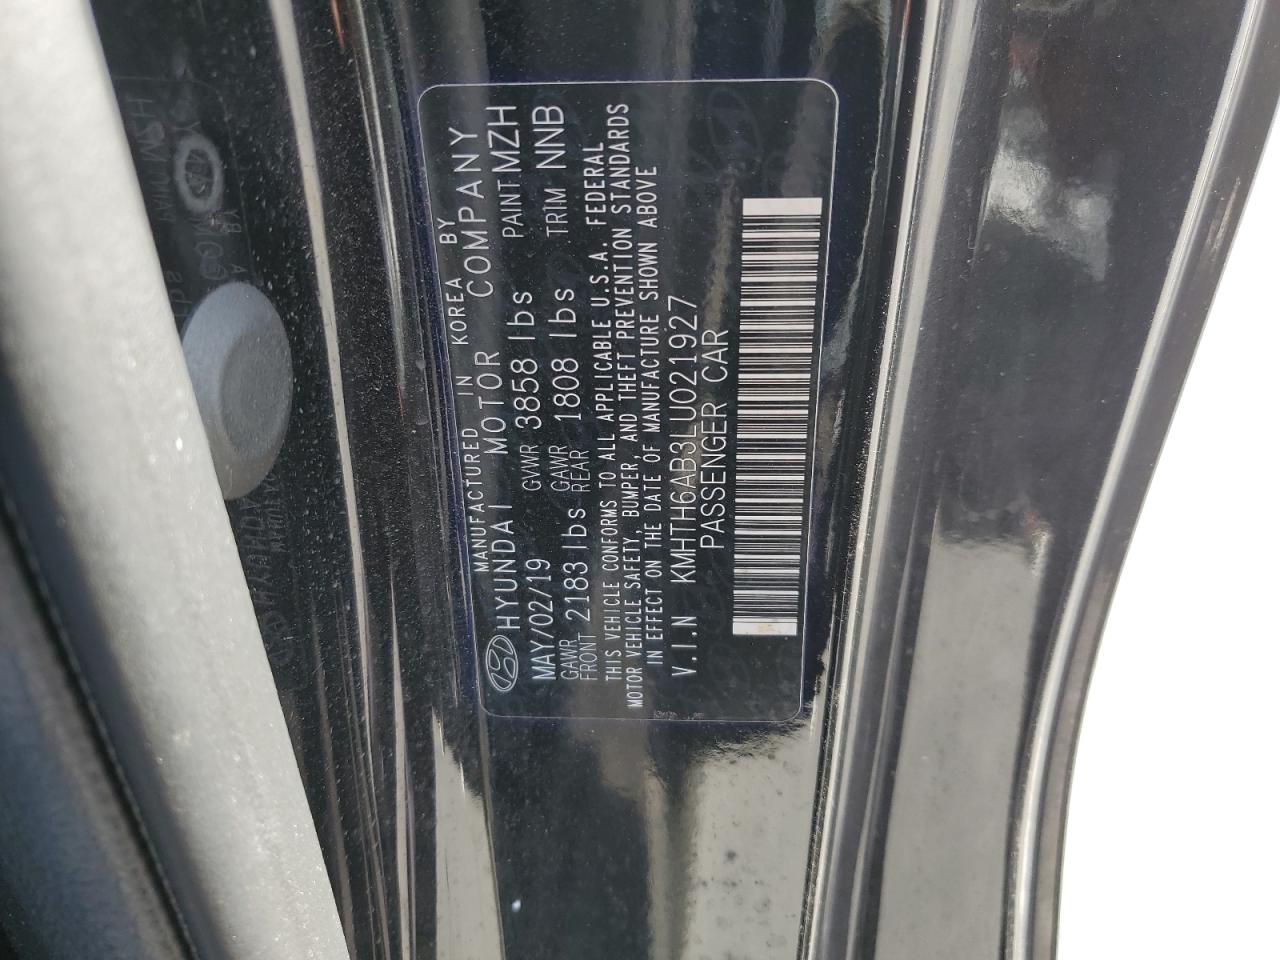 MANUFACTURED IN KOREA BY
HYUNDAI MOTOR COMPANY
MAY/02/19 GVWR 3858 lbs PAINT MZH
GAWR FRONT 2183 lbs GAWR REAR 1808 lbs TRIM NNB
THIS VEHICLE CONFORMS TO ALL APPLICABLE U.S.A. FEDERAL
MOTOR VEHICLE SAFETY, BUMPER, AND THEFT PREVENTION STANDARDS
IN EFFECT ON THE DATE OF MANUFACTURE SHOWN ABOVE
V.I.N KMHTH6AB3LU021927
PASSENGER CAR